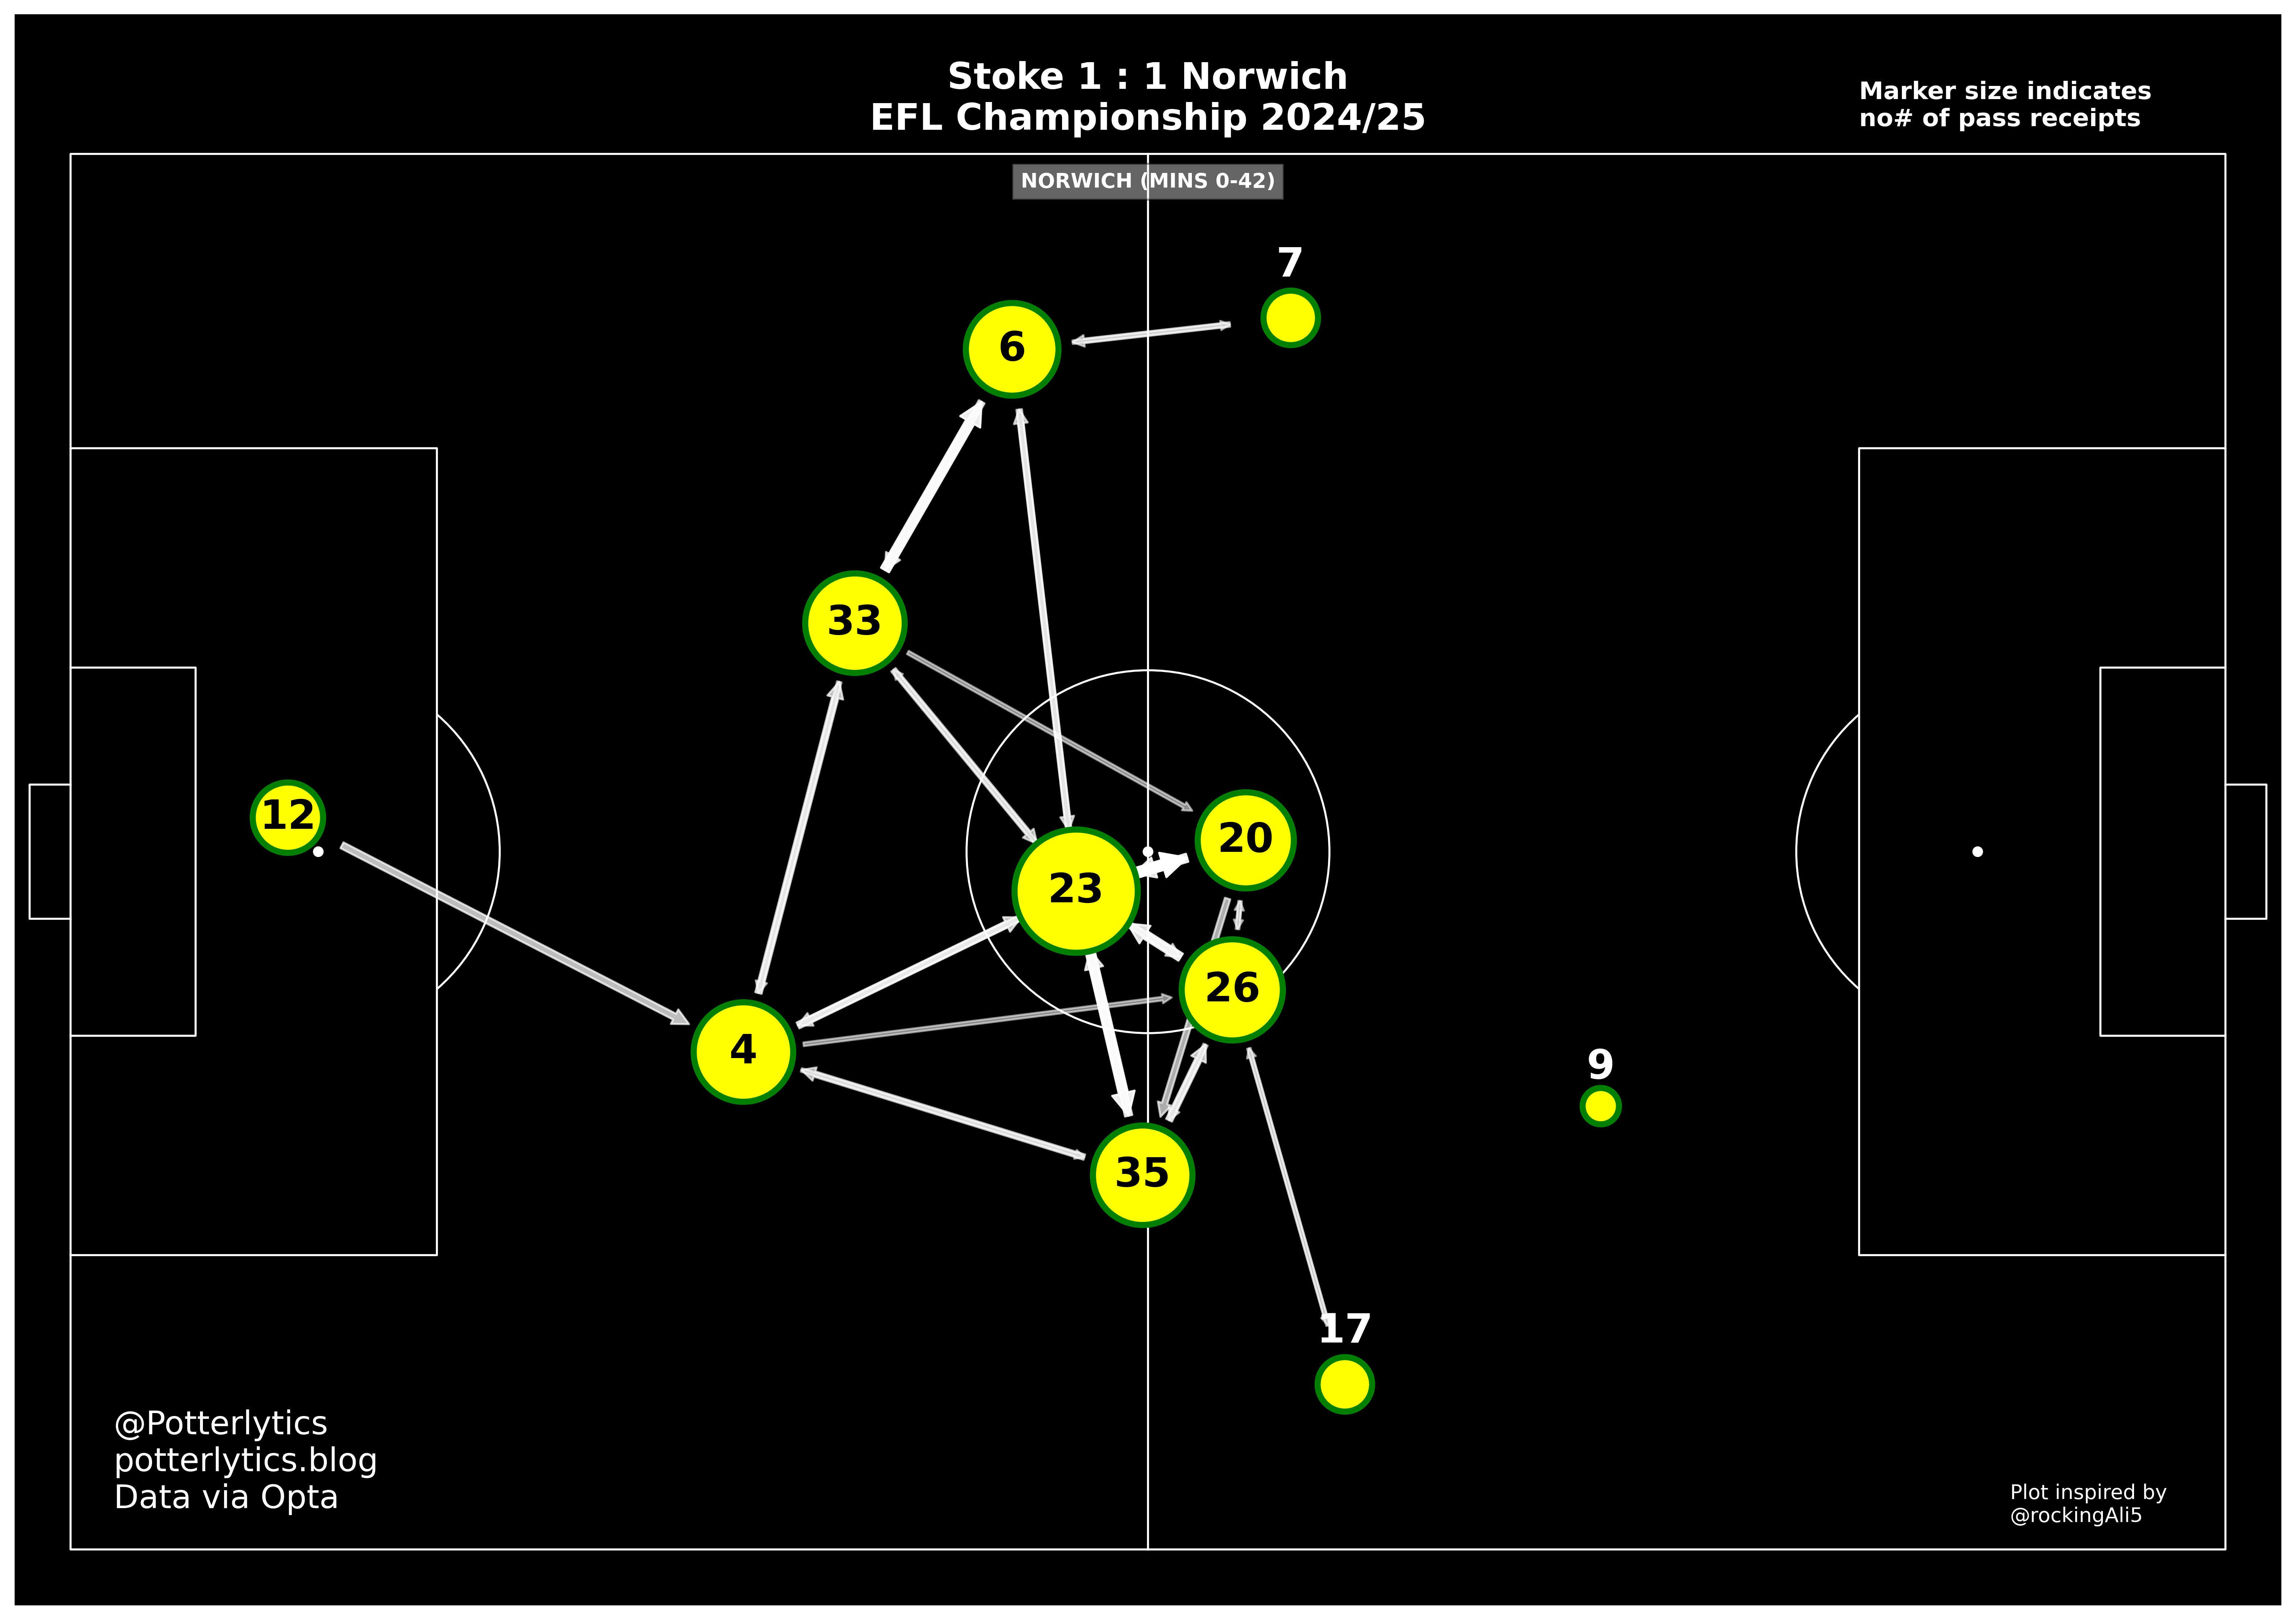 Stoke 1 : 1 Norwich
EFL Championship 2024/25
Marker size indicates
no# of pass receipts
NORWICH (MINS 0-42)
7
6
33
12
20
23
26
4
9
35
17
@Potterlytics
potterlytics.blog
Data via Opta
Plot inspired by
@rockingAli5